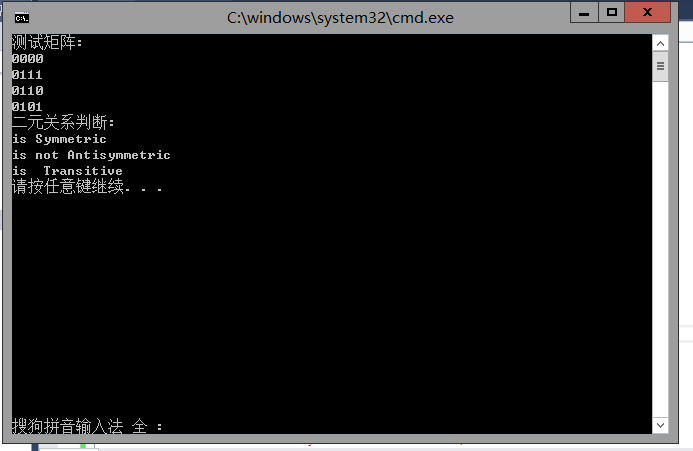 C:\windows\system32\cmd.exe
测试矩阵:
0000
0111
0110
0101
二元关系判断:
is Symmetric
is not Antisymmetric
is  Transitive
请按任意键继续. . .
搜狗拼音输入法 全 :